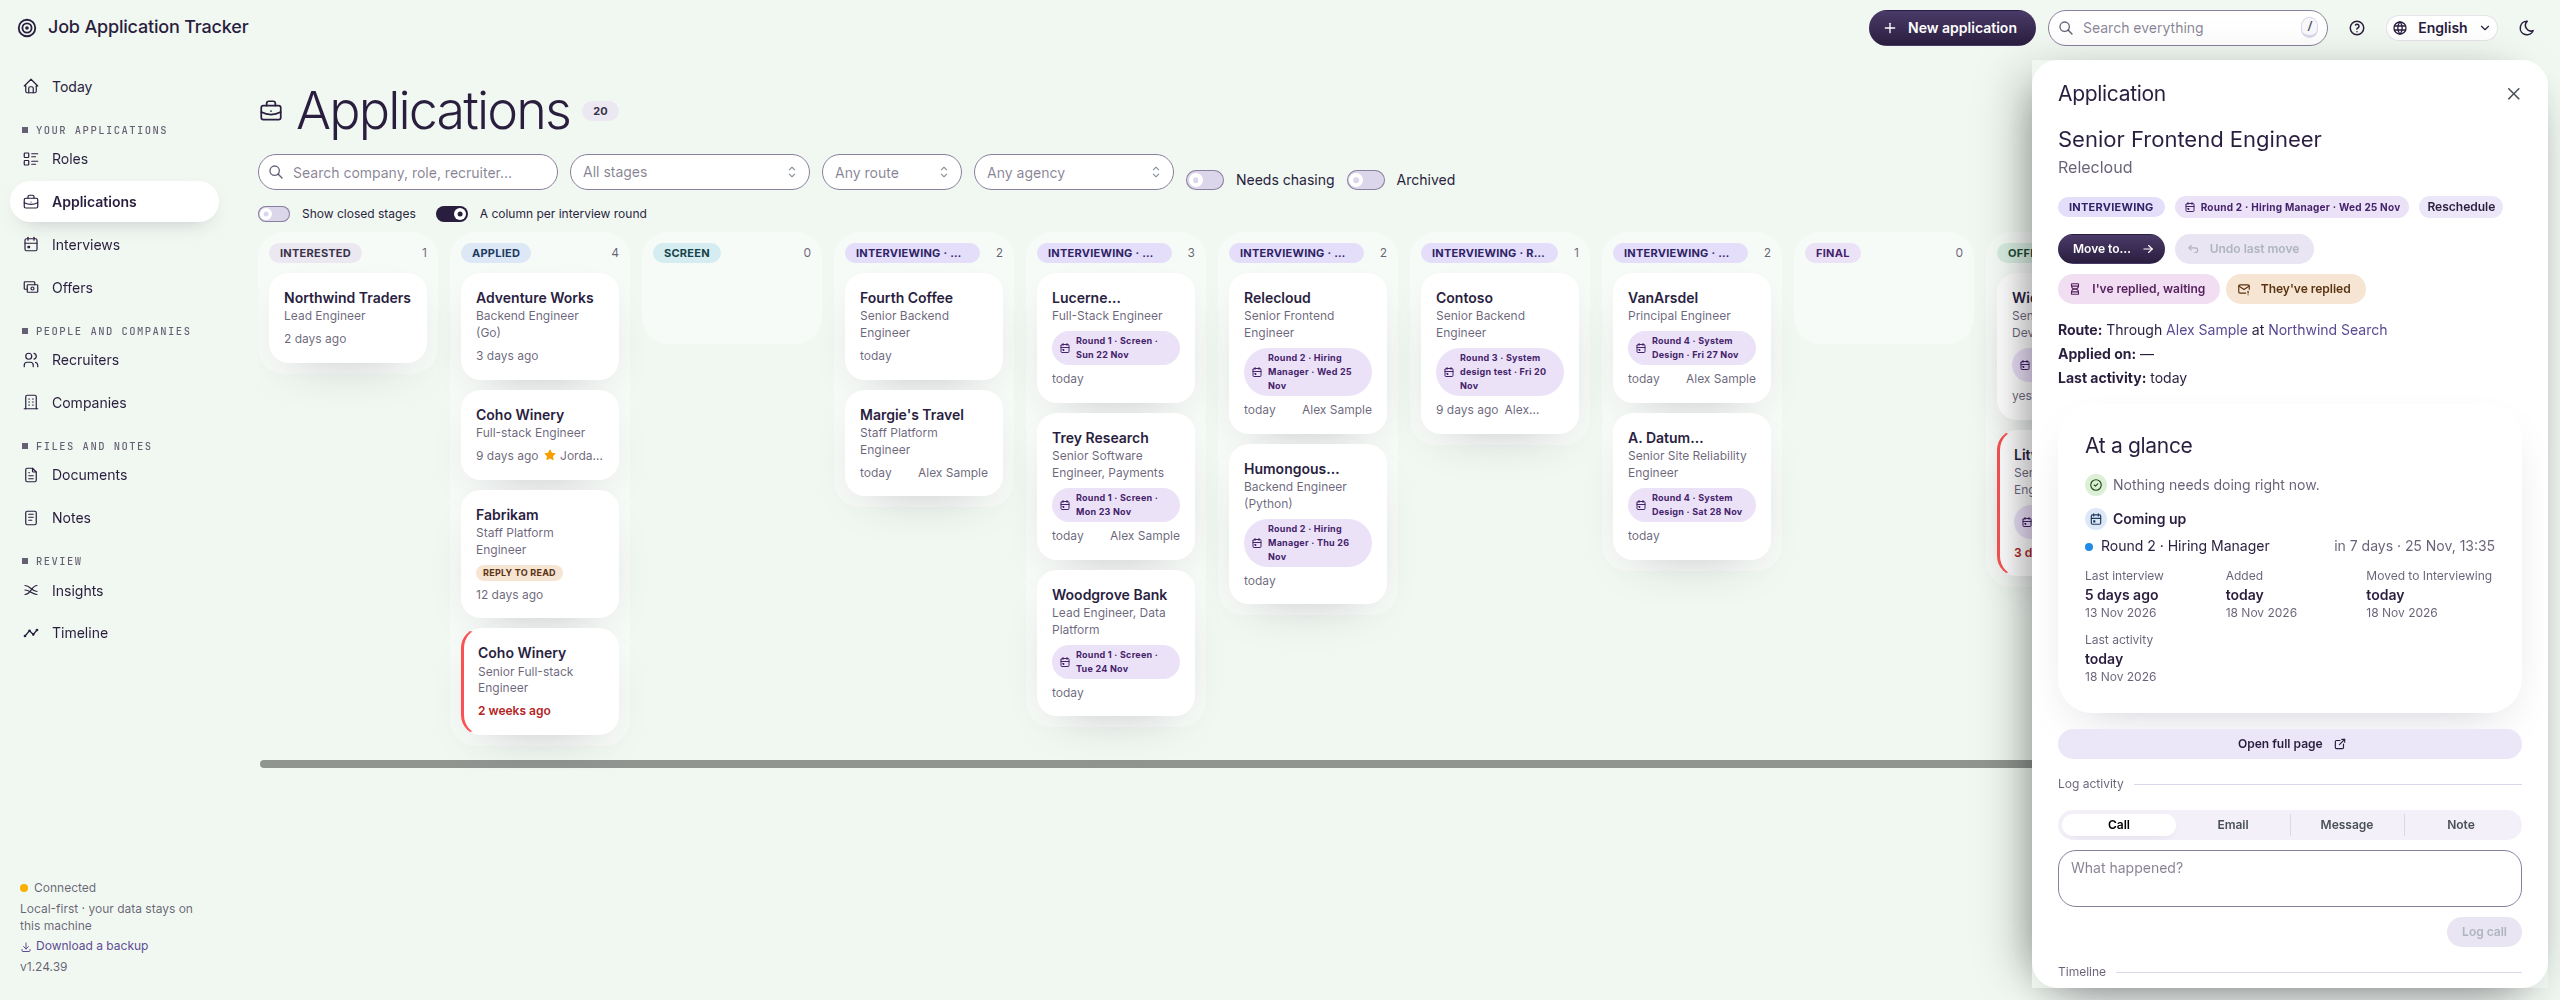 Job Application Tracker
New application
Search everything
/
English
Today
YOUR APPLICATIONS
Roles
Applications
Interviews
Offers
PEOPLE AND COMPANIES
Recruiters
Companies
FILES AND NOTES
Documents
Notes
REVIEW
Insights
Timeline
Connected
Local-first · your data stays on
this machine
Download a backup
v1.24.39
Applications
20
Search company, role, recruiter...
All stages
Any route
Any agency
Needs chasing
Archived
Show closed stages
A column per interview round
INTERESTED
1
Northwind Traders
Lead Engineer
2 days ago
APPLIED
4
Adventure Works
Backend Engineer
(Go)
3 days ago
Coho Winery
Full-stack Engineer
9 days ago
Jorda...
Fabrikam
Staff Platform
Engineer
REPLY TO READ
12 days ago
Coho Winery
Senior Full-stack
Engineer
2 weeks ago
SCREEN
0
INTERVIEWING · ...
2
Fourth Coffee
Senior Backend
Engineer
today
Margie's Travel
Staff Platform
Engineer
today
Alex Sample
INTERVIEWING · ...
3
Lucerne...
Full-Stack Engineer
Round 1 · Screen ·
Sun 22 Nov
today
Trey Research
Senior Software
Engineer, Payments
Round 1 · Screen ·
Mon 23 Nov
today
Alex Sample
Woodgrove Bank
Lead Engineer, Data
Platform
Round 1 · Screen ·
Tue 24 Nov
today
INTERVIEWING · ...
2
Relecloud
Senior Frontend
Engineer
Round 2 · Hiring
Manager · Wed 25
Nov
today
Alex Sample
Humongous...
Backend Engineer
(Python)
Round 2 · Hiring
Manager · Thu 26
Nov
today
INTERVIEWING · R...
1
Contoso
Senior Backend
Engineer
Round 3 · System
design test · Fri 20
Nov
9 days ago
Alex...
INTERVIEWING · ...
2
VanArsdel
Principal Engineer
Round 4 · System
Design · Fri 27 Nov
today
Alex Sample
A. Datum...
Senior Site Reliability
Engineer
Round 4 · System
Design · Sat 28 Nov
today
FINAL
0
Application
Senior Frontend Engineer
Relecloud
INTERVIEWING
Round 2 · Hiring Manager · Wed 25 Nov
Reschedule
Move to...
Undo last move
I've replied, waiting
They've replied
Route: Through Alex Sample at Northwind Search
Applied on: —
Last activity: today
At a glance
Nothing needs doing right now.
Coming up
Round 2 · Hiring Manager
in 7 days · 25 Nov, 13:35
Last interview
5 days ago
13 Nov 2026
Added
today
18 Nov 2026
Moved to Interviewing
today
18 Nov 2026
Last activity
today
18 Nov 2026
Open full page
Log activity
Call
Email
Message
Note
What happened?
Log call
Timeline